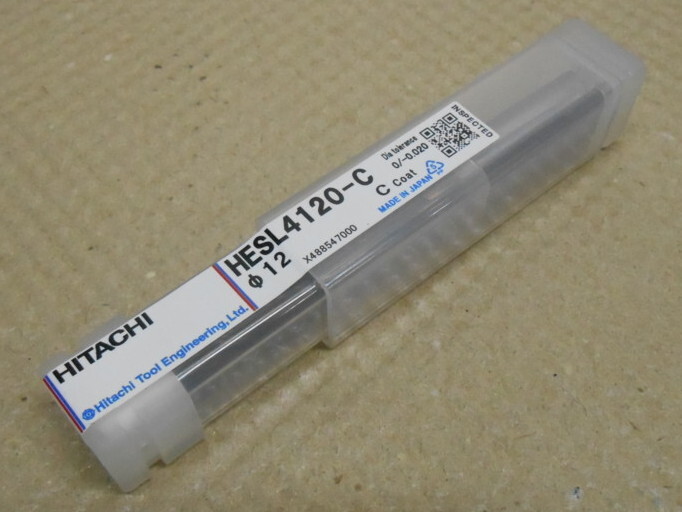 HITACHI
Hitachi Tool Engineering, Ltd.
HESL4120-C
φ12
X488547000
Dia tolerance
0/-0.020
C Coat
MADE IN JAPAN
INSPECTED